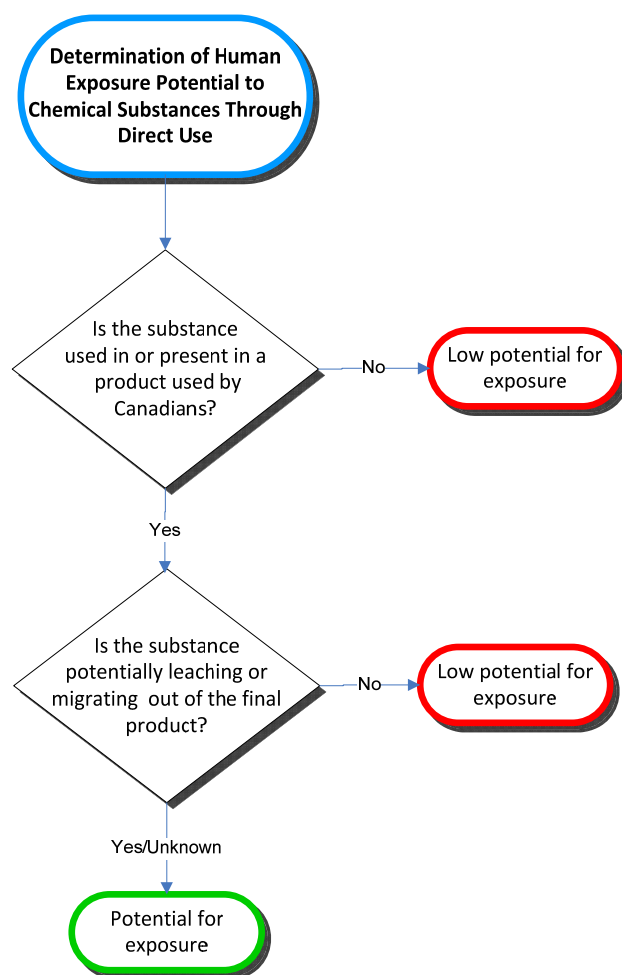 Determination of Human
Exposure Potential to
Chemical Substances Through
Direct Use
Is the substance
used in or present in a
product used by
Canadians?
No
Low potential for
exposure
Yes
Is the substance
potentially leaching or
migrating out of the final
product?
No
Low potential for
exposure
Yes/Unknown
Potential for
exposure